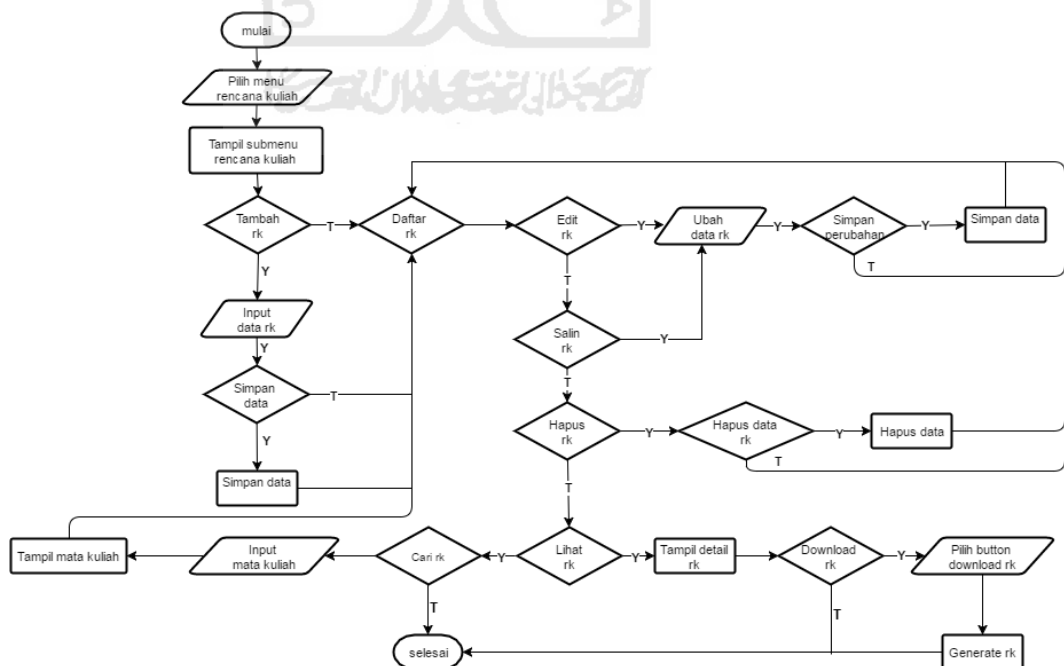 mulai
Pilih menu
rencana kuliah
Tampil submenu
rencana kuliah
Tambah
rk
T
Daftar
rk
Edit
rk
Y
Ubah
data rk
Y
Simpan
perubahan
Y
Simpan data
T
Y
T
Input
data rk
Salin
rk
Y
Y
T
Simpan
data
T
Hapus
rk
Y
Hapus data
rk
Y
Hapus data
T
Y
Simpan data
T
Tampil mata kuliah
Input
mata kuliah
Cari rk
Y
Lihat
rk
Y
Tampil detail
rk
Download
rk
Y
Pilih button
download rk
T
T
selesai
Generate rk